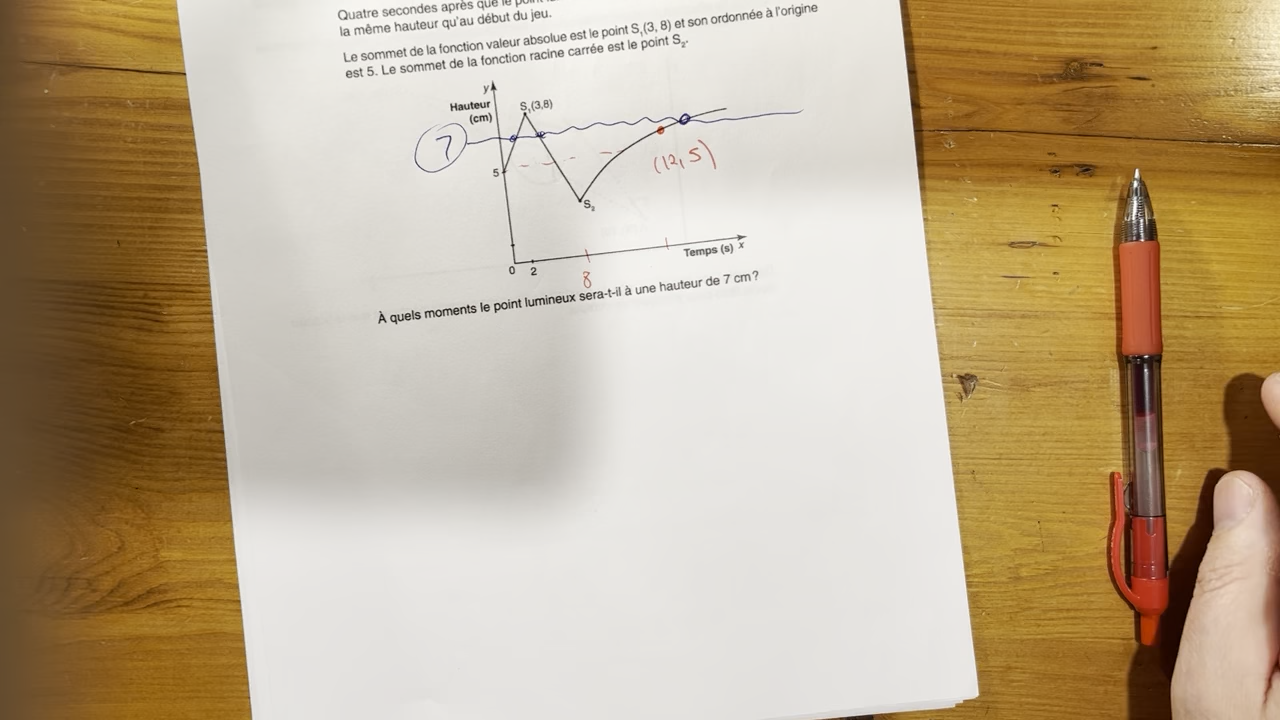 Quatre secondes après que le point
la même hauteur qu'au début du jeu.
Le sommet de la fonction valeur absolue est le point S₁(3, 8) et son ordonnée à l'origine
est 5. Le sommet de la fonction racine carrée est le point S₂.
y
Hauteur
(cm)
S₁(3,8)
7
5
(12,5)
S₂
0
2
8
Temps (s)
x
À quels moments le point lumineux sera-t-il à une hauteur de 7 cm ?